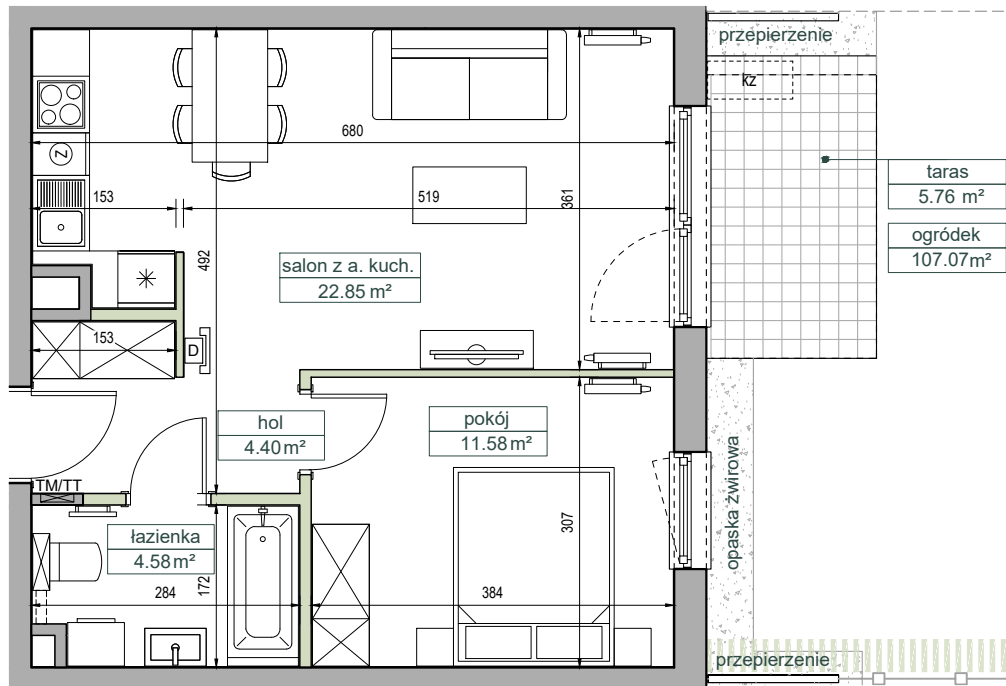 przepierzenie
kz
680
Z
taras
5.76 m²
153
519
361
ogródek
107.07m²
492
salon z a. kuch.
22.85 m²
153
D
hol
4.40m²
pokój
11.58m²
TM/TT
opaska żwirowa
307
łazienka
4.58m²
172
284
384
przepierzenie